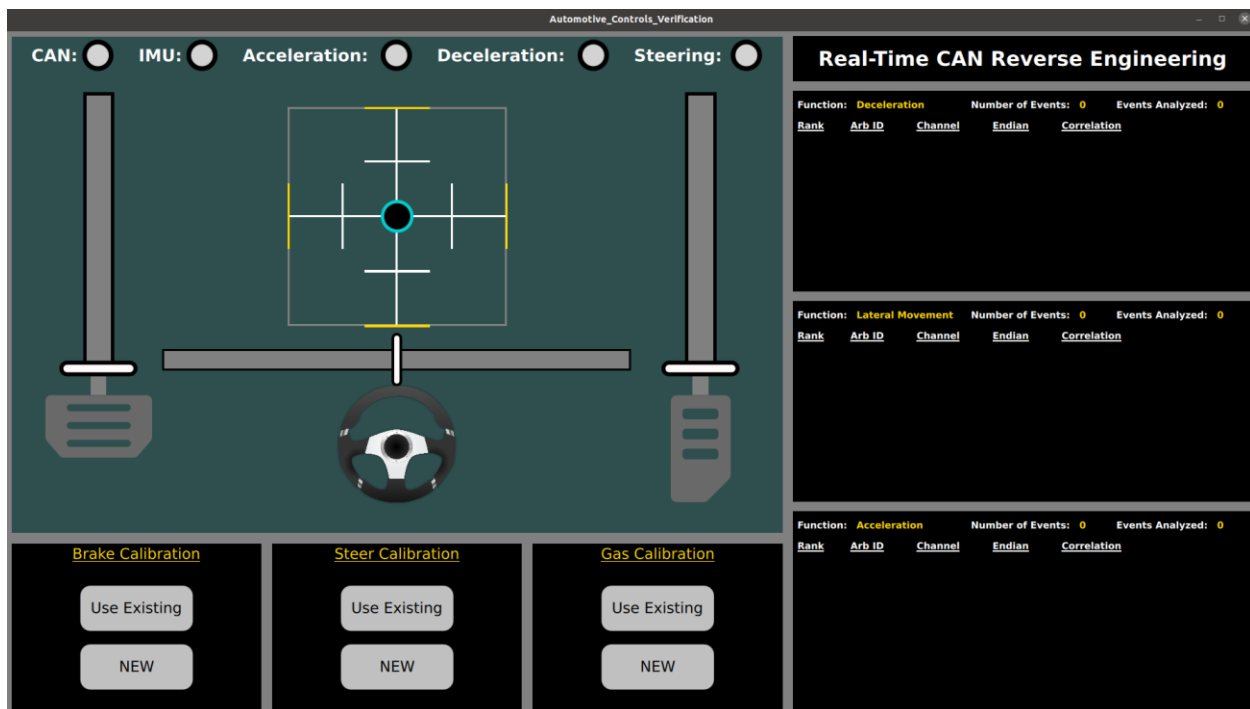 Automotive_Controls_Verification
CAN: IMU: Acceleration: Deceleration: Steering:
Real-Time CAN Reverse Engineering
Function: Deceleration Number of Events: 0 Events Analyzed: 0
Rank Arb ID Channel Endian Correlation
Function: Lateral Movement Number of Events: 0 Events Analyzed: 0
Rank Arb ID Channel Endian Correlation
Function: Acceleration Number of Events: 0 Events Analyzed: 0
Rank Arb ID Channel Endian Correlation
Brake Calibration
Use Existing
NEW
Steer Calibration
Use Existing
NEW
Gas Calibration
Use Existing
NEW